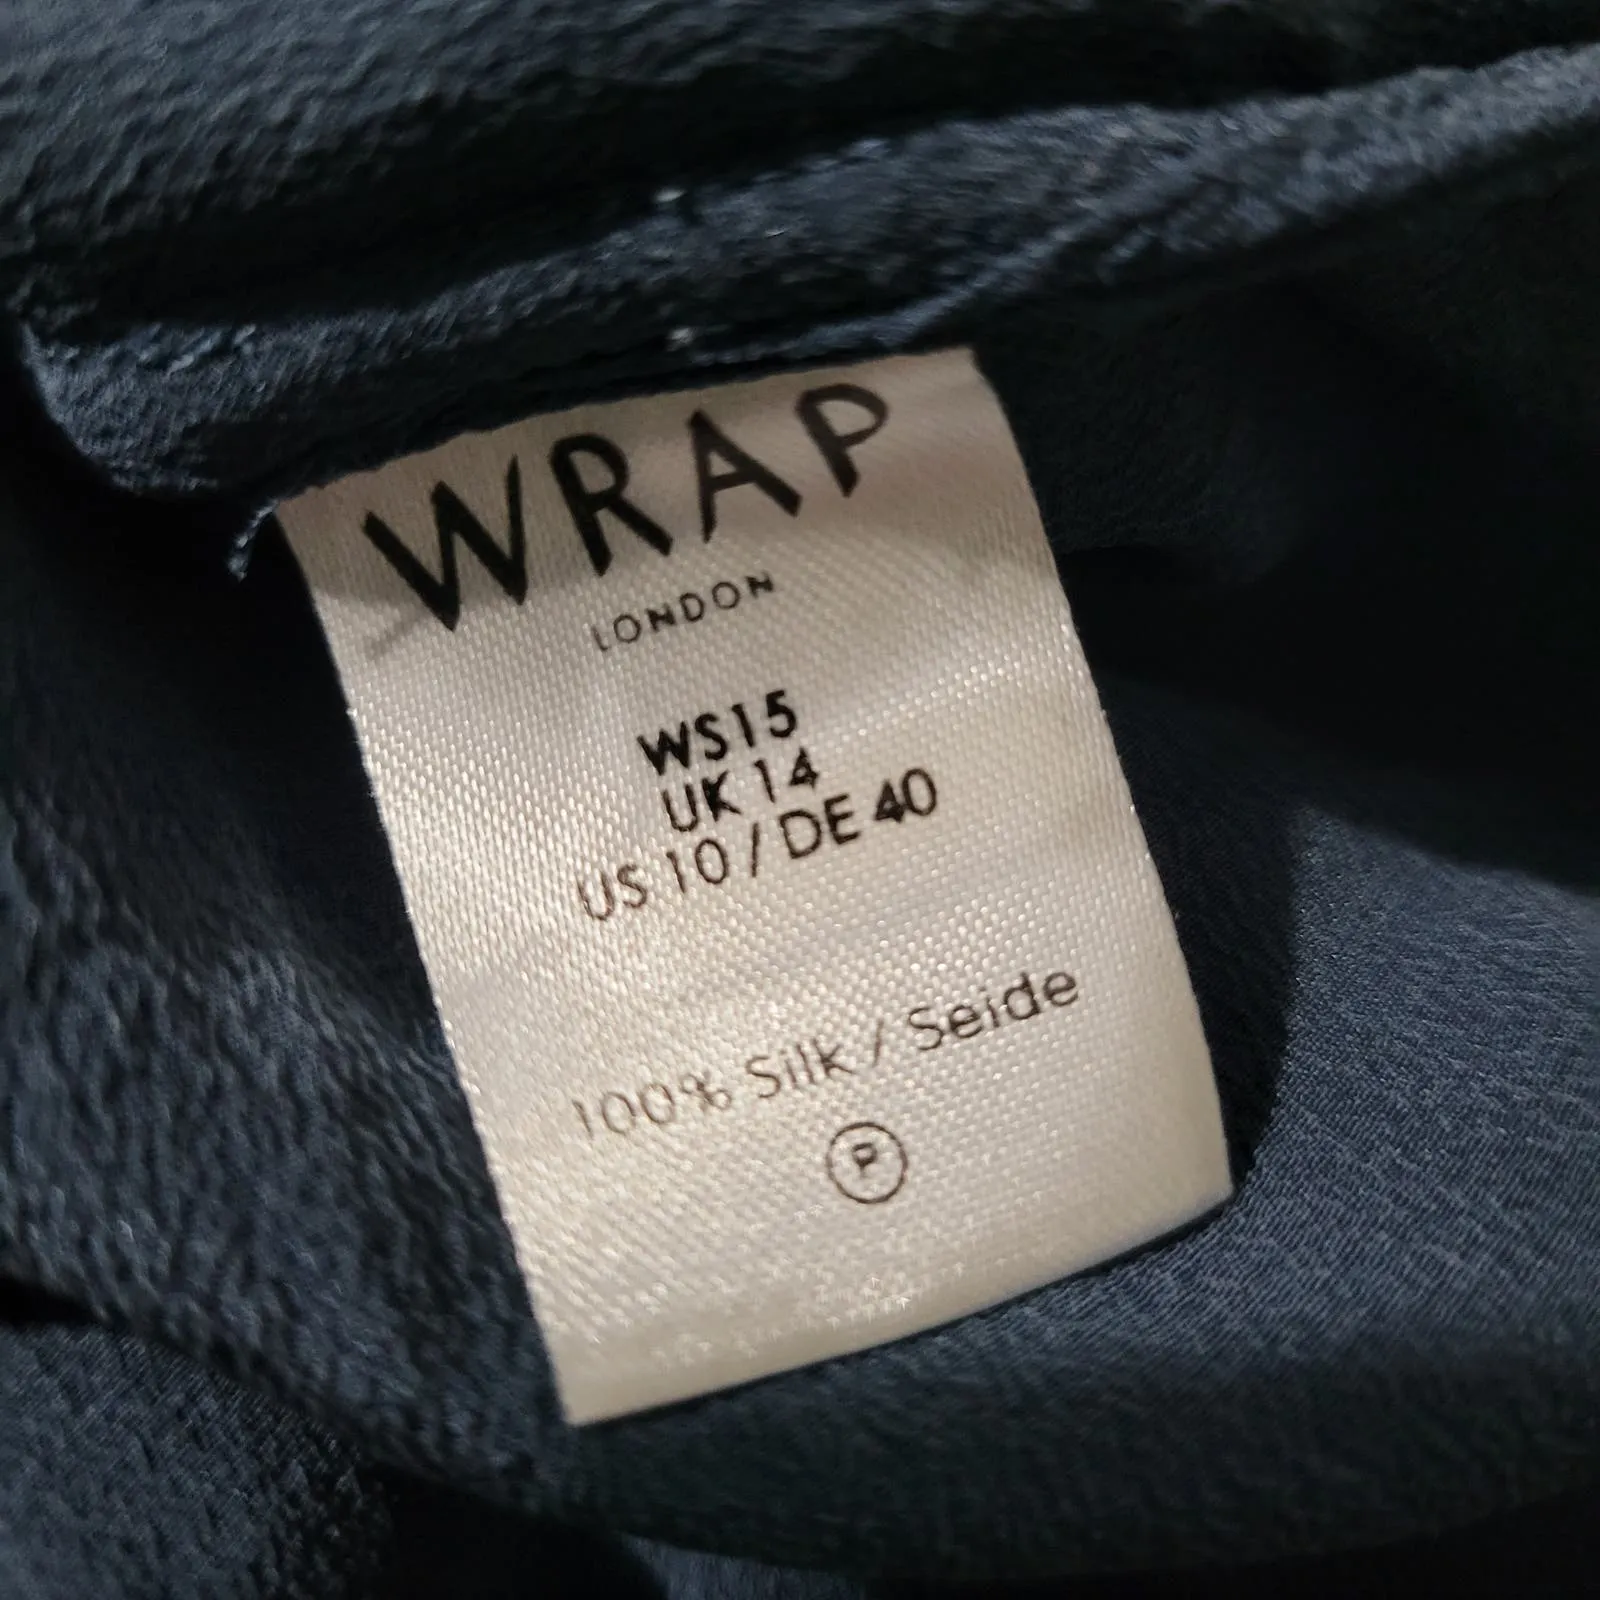 WRAP
LONDON
WS15
UK 14
US 10 / DE 40
100% Silk / Seide
P